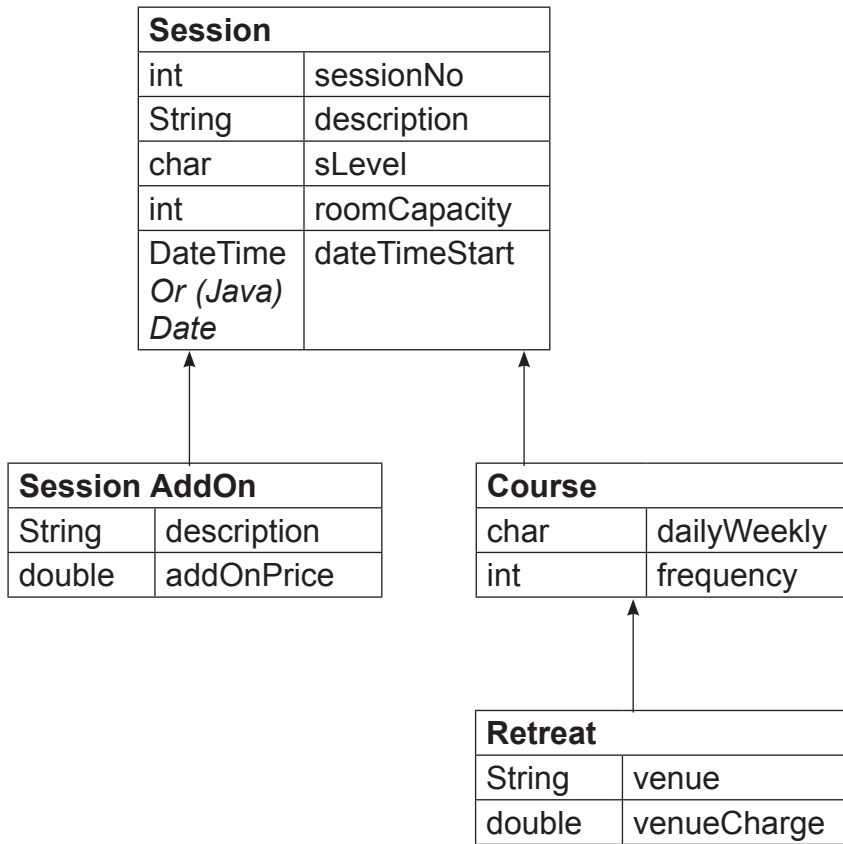 Session
int sessionNo
String description
char sLevel
int roomCapacity
DateTime dateTimeStart
Or (Java)
Date
Session AddOn
String description
double addOnPrice
Course
char dailyWeekly
int frequency
Retreat
String venue
double venueCharge